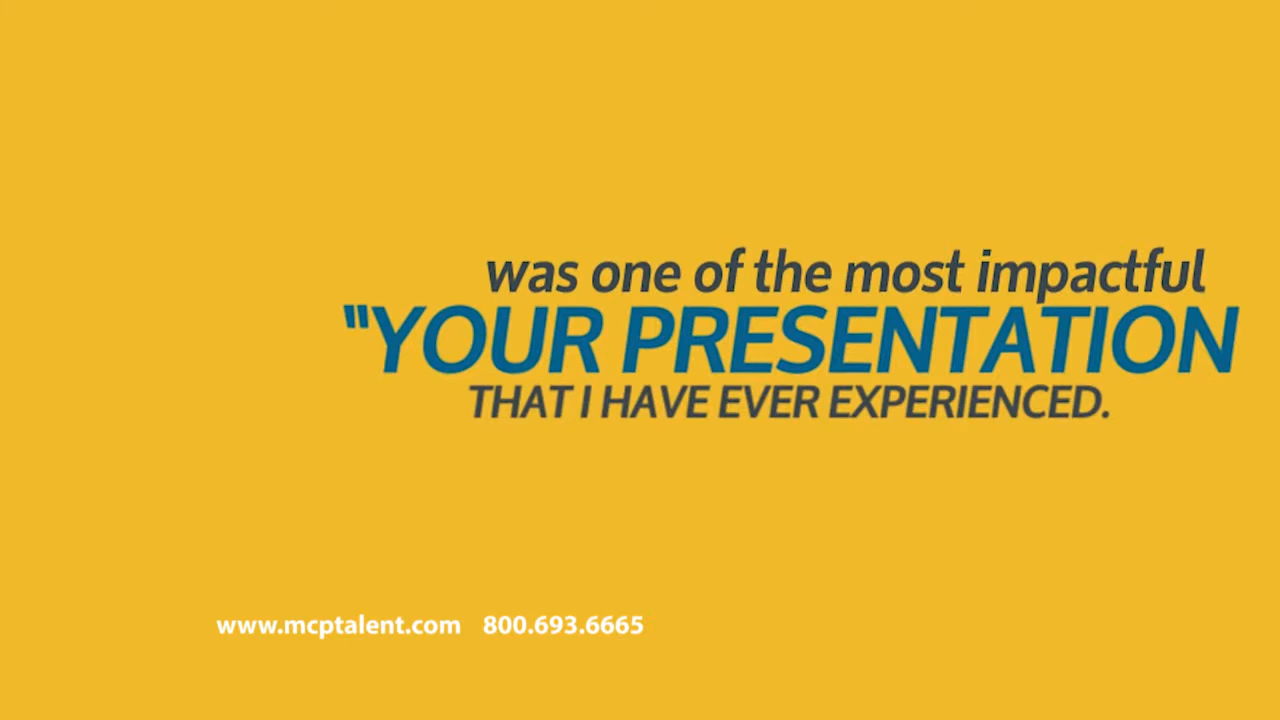 was one of the most impactful
"YOUR PRESENTATION
THAT I HAVE EVER EXPERIENCED.
www.mcptalent.com 800.693.6665